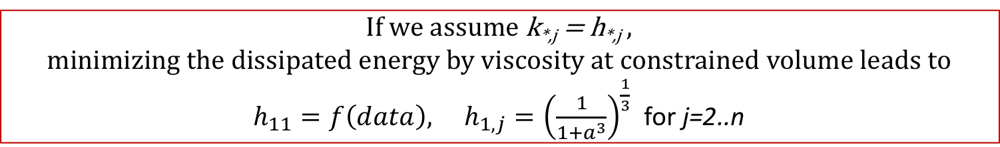 If we assume k*,j = h*,j,
minimizing the dissipated energy by viscosity at constrained volume leads to
h11 = f(data), h1,j = (1/(1+a³))^(1/3) for j=2..n